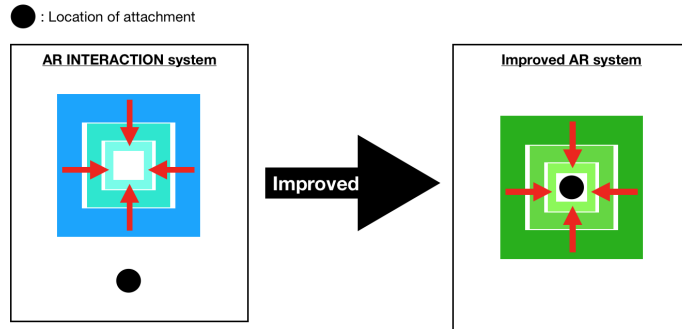 : Location of attachment
AR INTERACTION system
Improved AR system
Improved